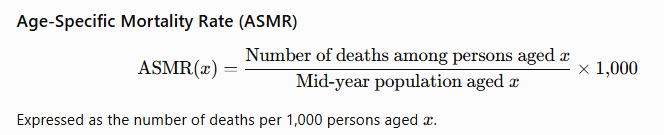 Age-Specific Mortality Rate (ASMR)
ASMR(x) = Number of deaths among persons aged x / Mid-year population aged x × 1,000
Expressed as the number of deaths per 1,000 persons aged x.